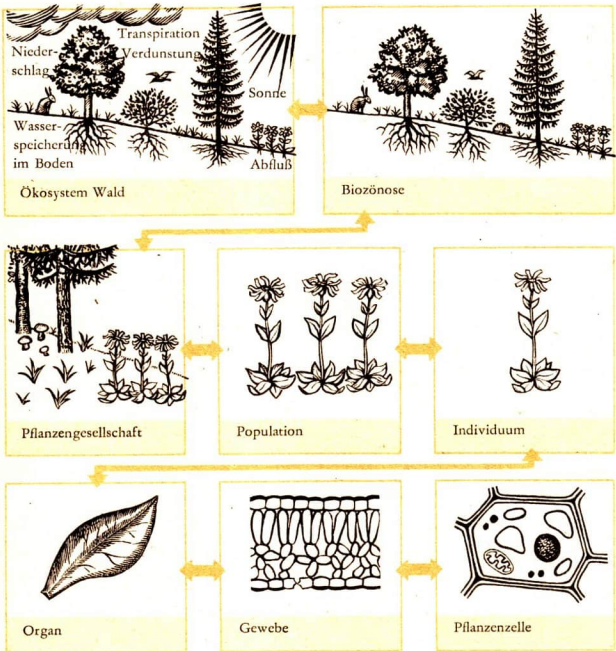 Nieder-
schlag
Transpiration
Verdunstung
Sonne
Wasser-
speicherung
im Boden
Abfluß
Ökosystem Wald
Biozönose
Pflanzengesellschaft
Population
Individuum
Organ
Gewebe
Pflanzenzelle